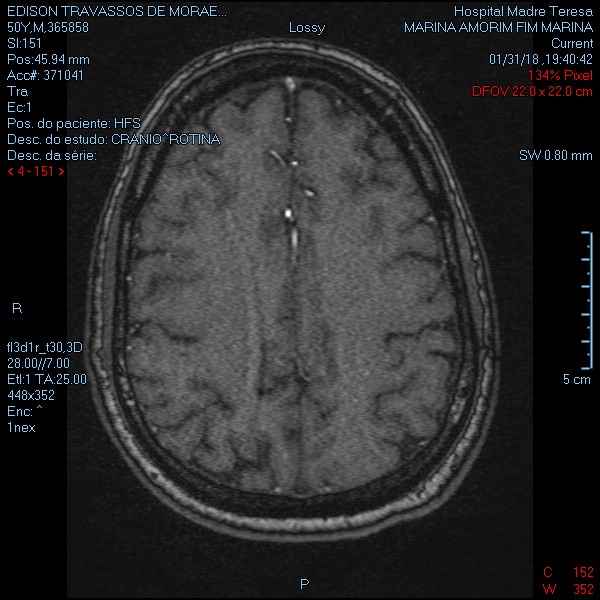 EDISON TRAVASSOS DE MORAE...
50Y,M,365858
SI:151
Pos:45.94 mm
Acc#: 371041
Tra
Ec:1
Pos. do paciente: HFS
Desc. do estudo: CRANIO^ROTINA
Desc. da série:
< 4 - 151 >
Lossy
Hospital Madre Teresa
MARINA AMORIM FIM MARINA
Current
01/31/18 ,19:40:42
134% Pixel
DFOV 22.0 x 22.0 cm
SW 0.80 mm
R
fl3d1r_t30,3D
28.00//7.00
Etl:1 TA:25.00
448x352
Enc: ^
1nex
5 cm
P
C 152
W 352